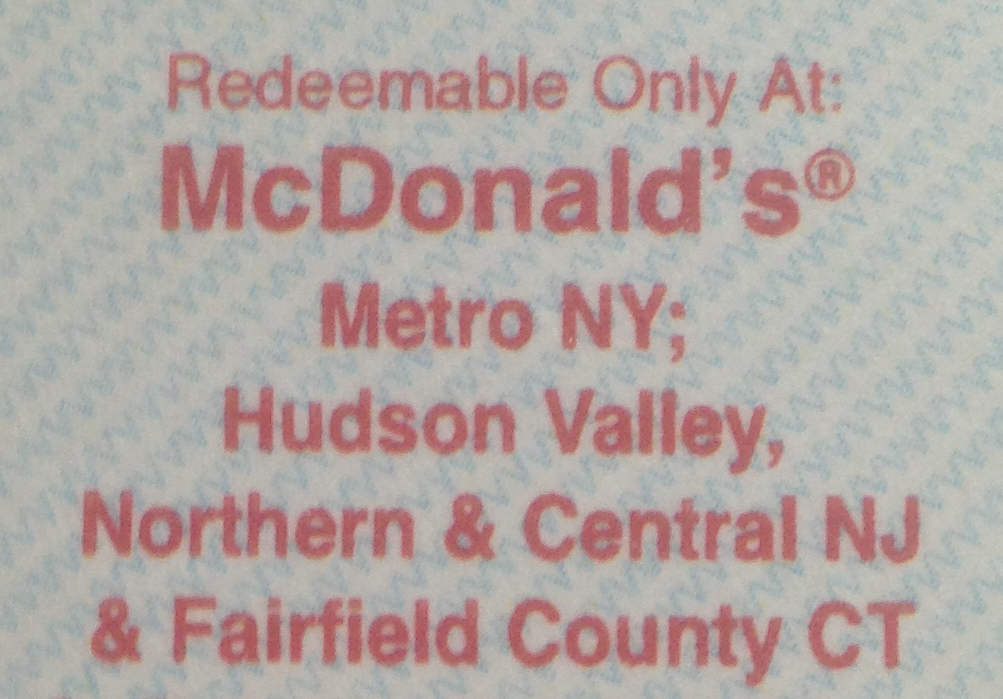 Redeemable Only At:
McDonald's®
Metro NY;
Hudson Valley,
Northern & Central NJ
& Fairfield County CT